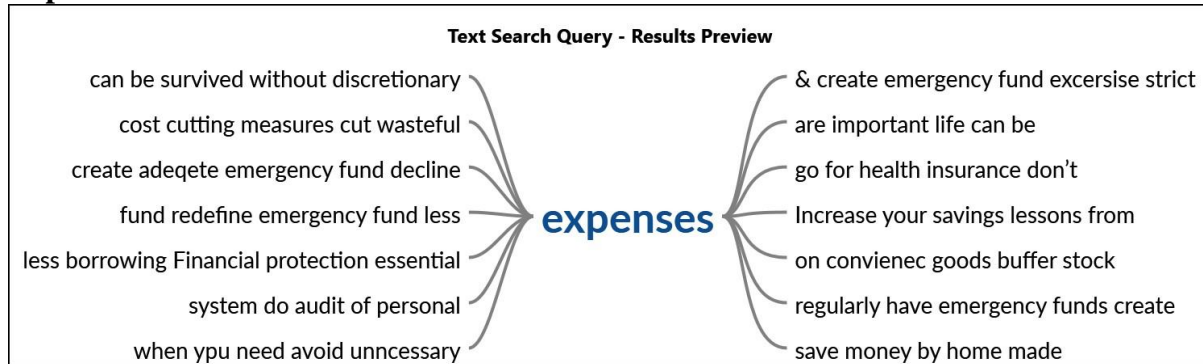 Text Search Query - Results Preview
can be survived without discretionary
cost cutting measures cut wasteful
create adeqete emergency fund decline
fund redefine emergency fund less
less borrowing Financial protection essential
system do audit of personal
when ypu need avoid unncessary
expenses
& create emergency fund excersise strict
are important life can be
go for health insurance don’t
Increase your savings lessons from
on convienec goods buffer stock
regularly have emergency funds create
save money by home made